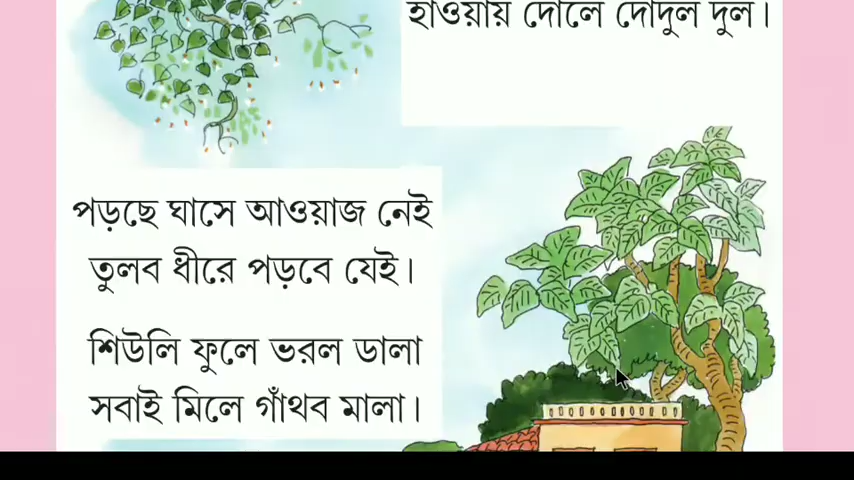 হাওয়ায় দোলে দোদুল দুল।
পড়ছে ঘাসে আওয়াজ নেই
তুলব ধীরে পড়বে যেই।
শিউলি ফুলে ভরল ডালা
সবাই মিলে গাঁথব মালা।